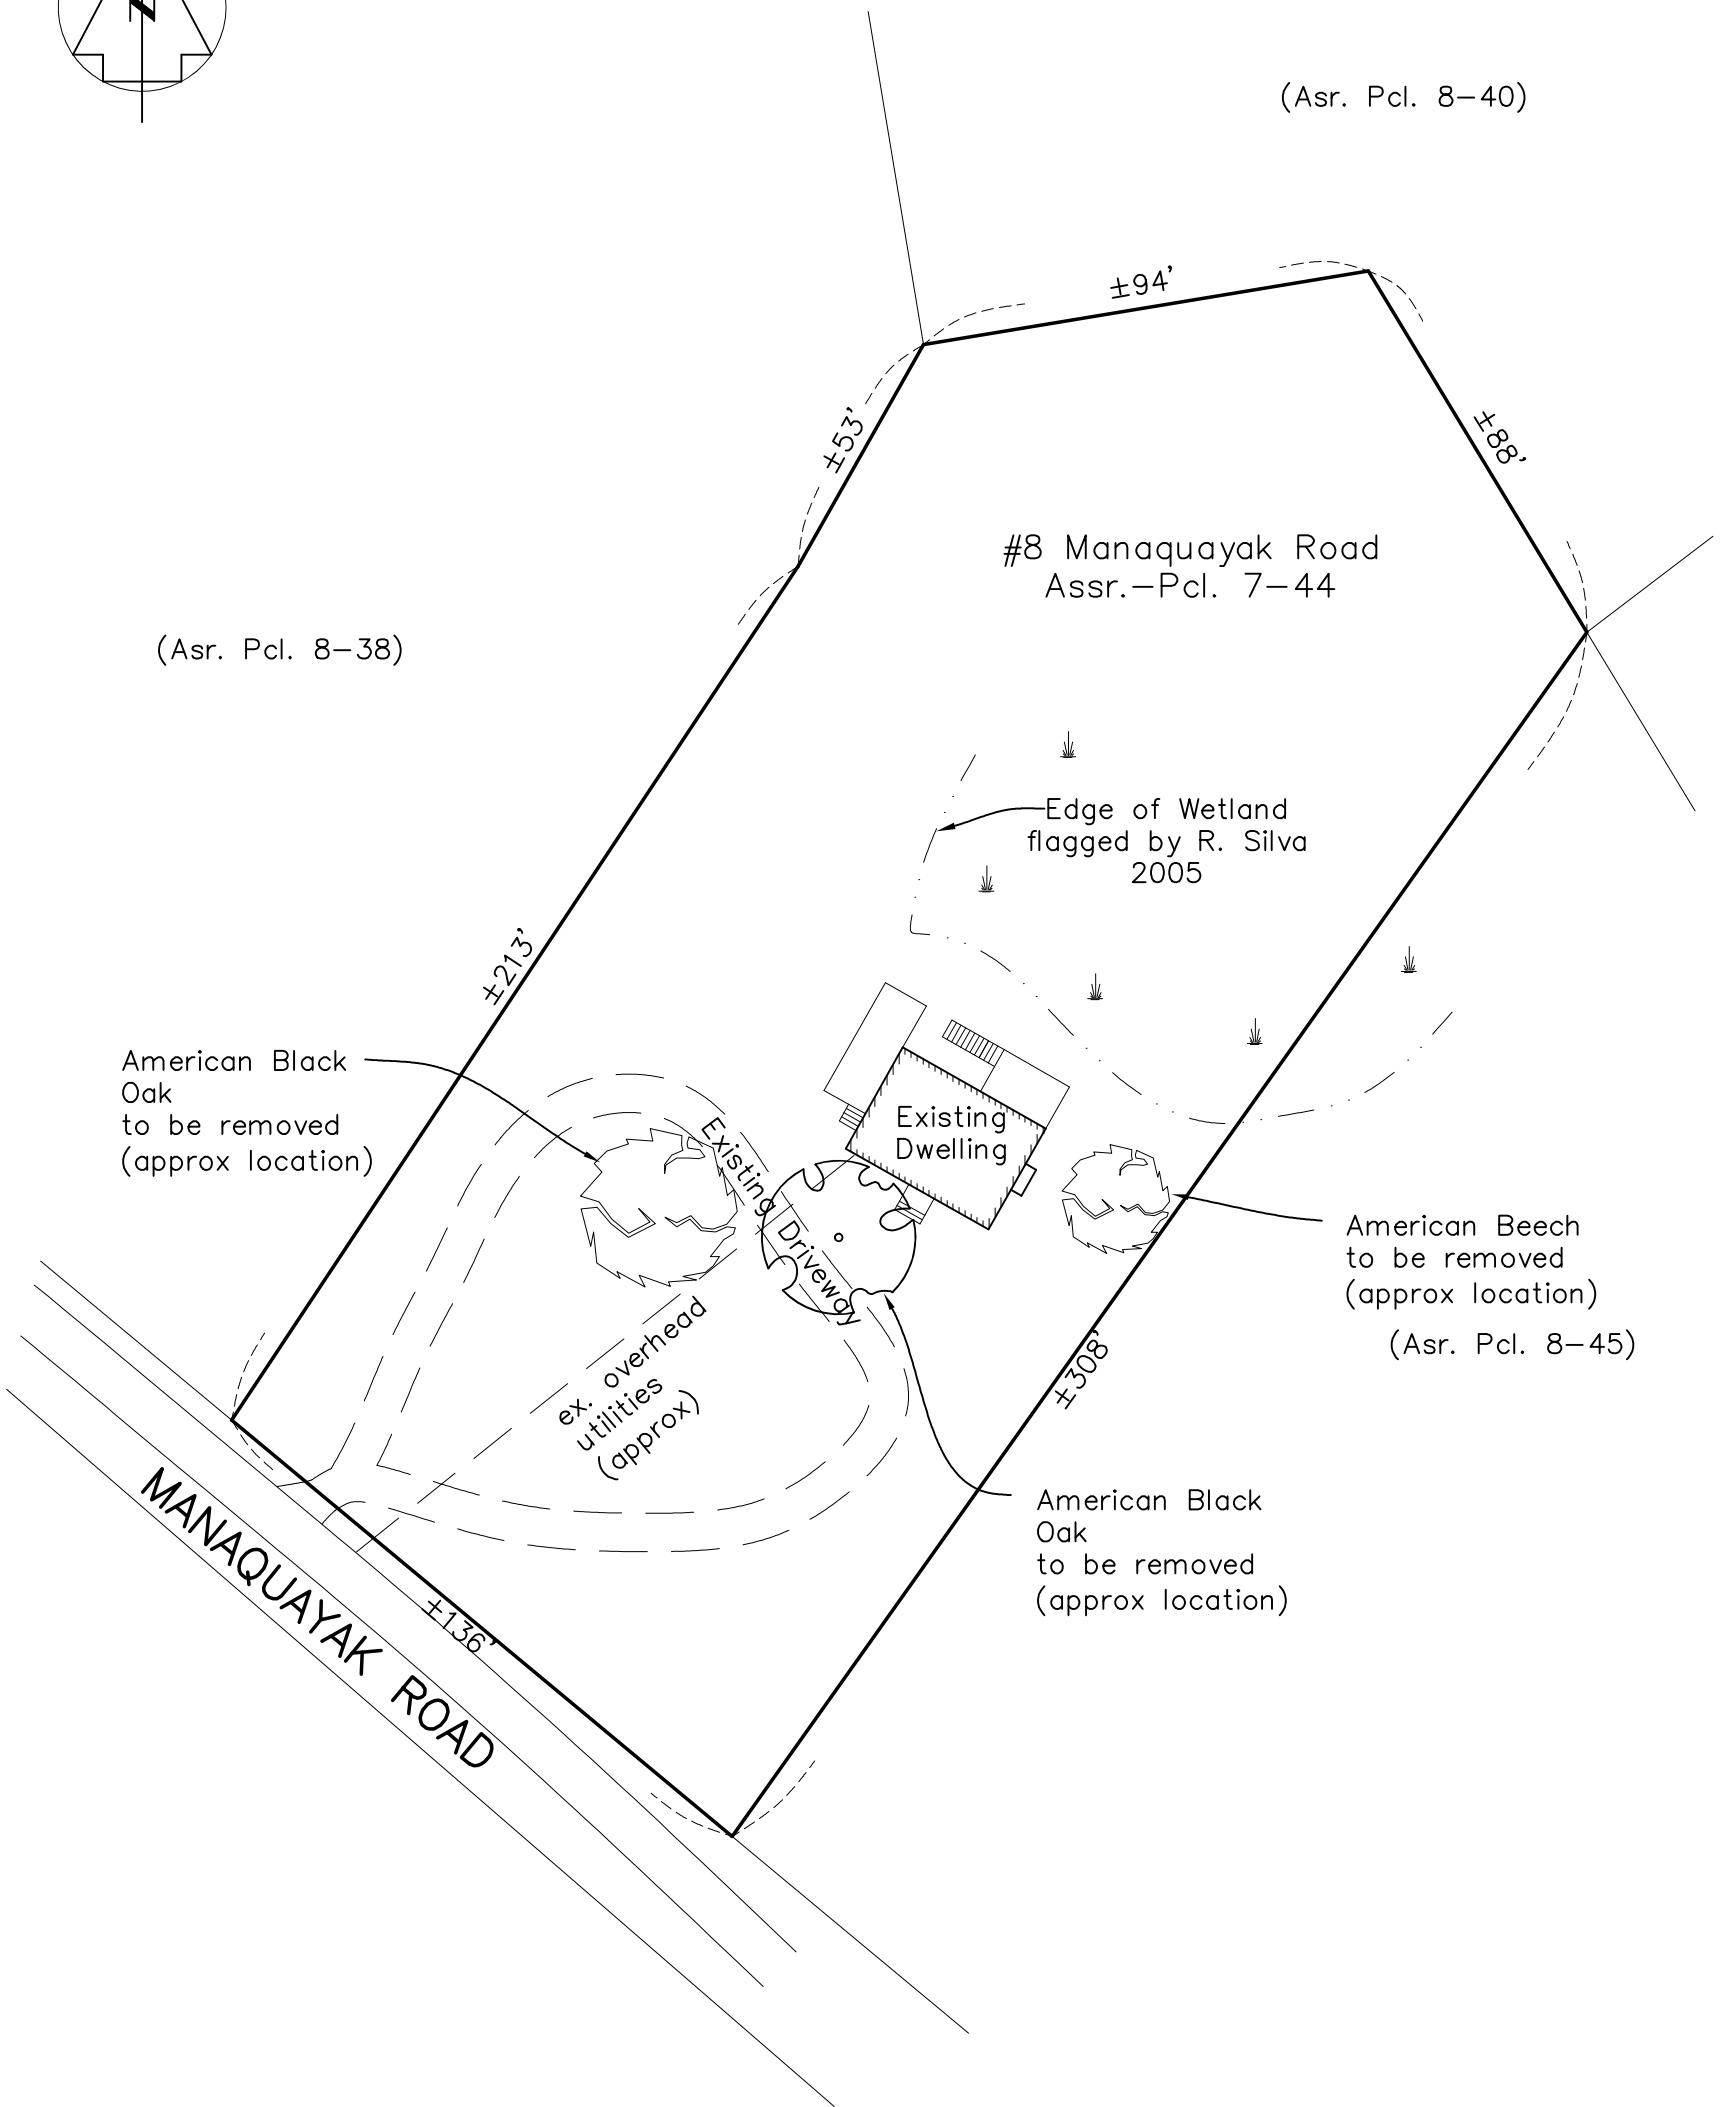 N
(Asr. Pcl. 8-40)
±94'
±53'
±88'
#8 Manaquayak Road
Assr.-Pcl. 7-44
(Asr. Pcl. 8-38)
Edge of Wetland
flagged by R. Silva
2005
±213'
American Black
Oak
to be removed
(approx location)
Existing
Dwelling
Existing Driveway
American Beech
to be removed
(approx location)
(Asr. Pcl. 8-45)
±308'
ex. overhead
utilities
(approx)
American Black
Oak
to be removed
(approx location)
±136'
MANAQUAYAK ROAD